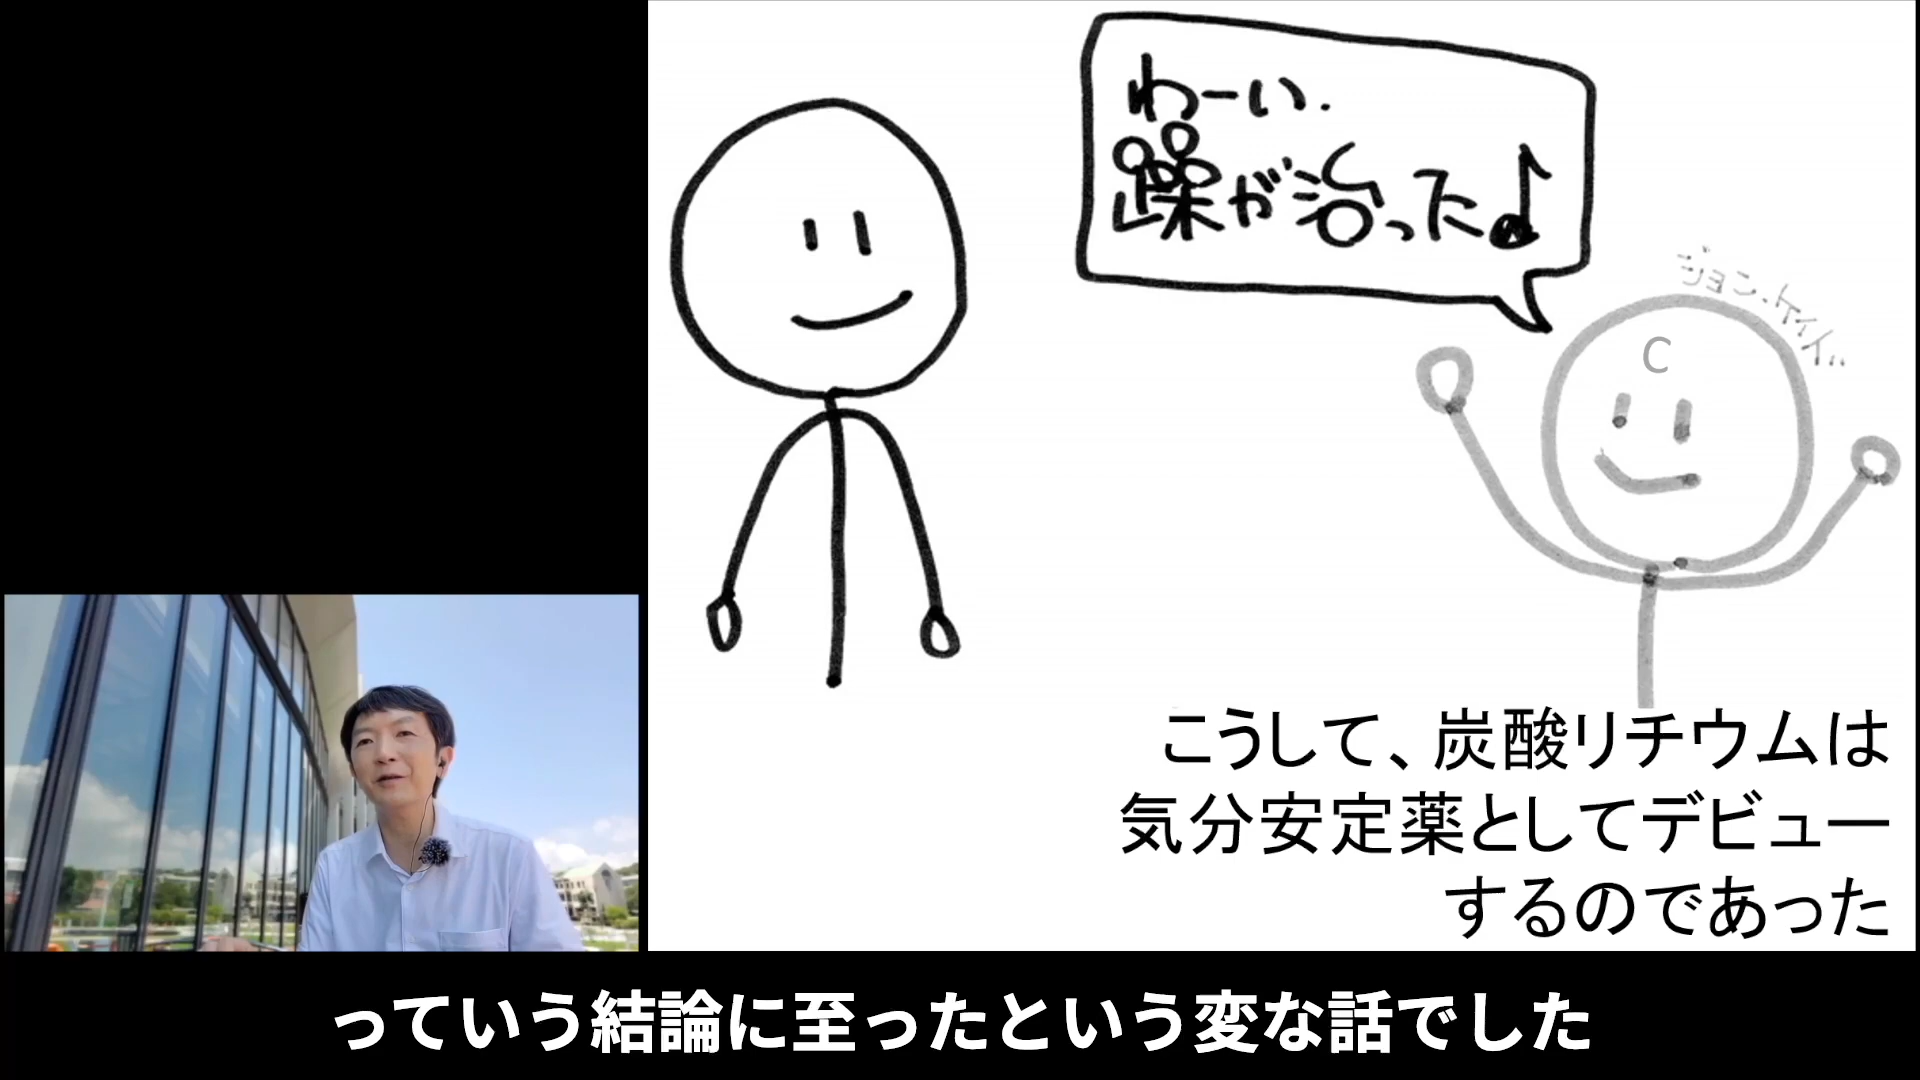 わーい.
躁が治った♪
ジョン・ケイド
C
こうして、炭酸リチウムは
気分安定薬としてデビュー
するのであった
っていう結論に至ったという変な話でした